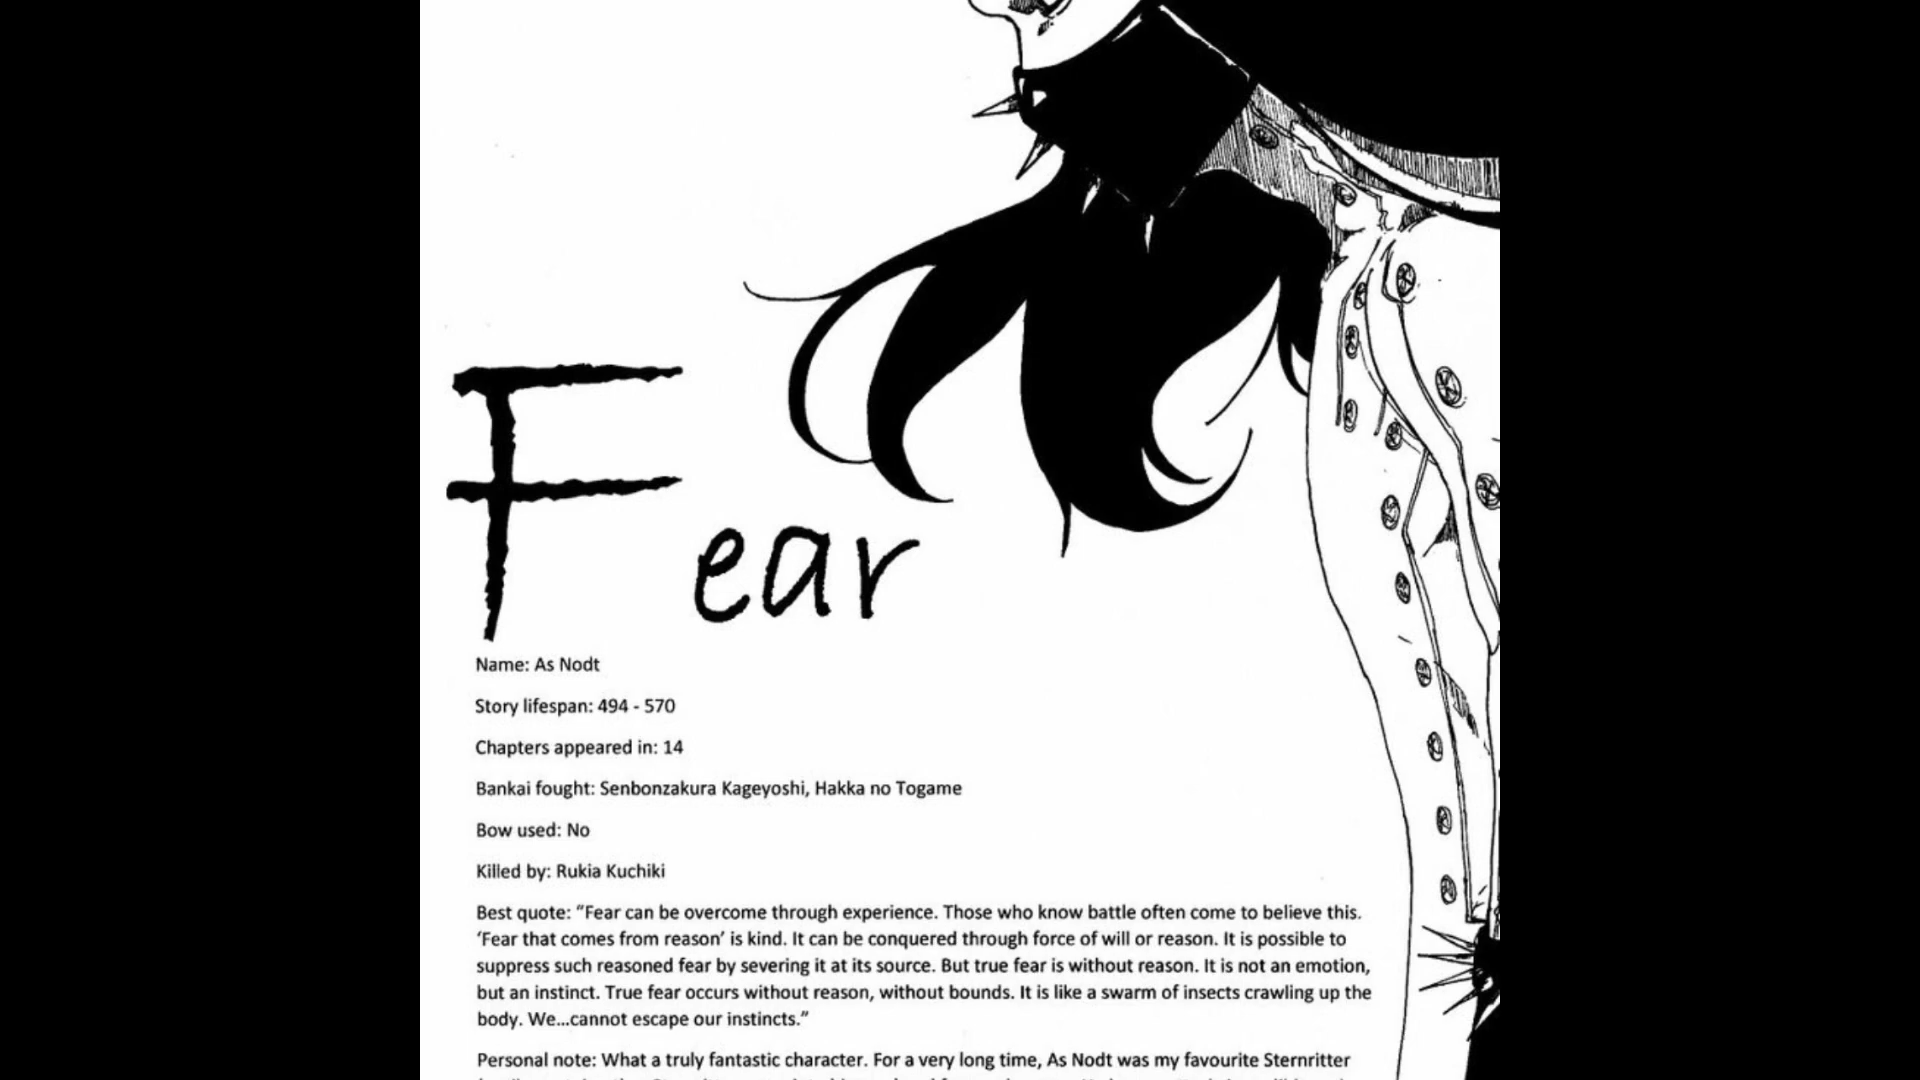 Fear
Name: As Nodt
Story lifespan: 494 - 570
Chapters appeared in: 14
Bankai fought: Senbonzakura Kageyoshi, Hakka no Togame
Bow used: No
Killed by: Rukia Kuchiki
Best quote: “Fear can be overcome through experience. Those who know battle often come to believe this.
‘Fear that comes from reason’ is kind. It can be conquered through force of will or reason. It is possible to
suppress such reasoned fear by severing it at its source. But true fear is without reason. It is not an emotion,
but an instinct. True fear occurs without reason, without bounds. It is like a swarm of insects crawling up the
body. We...cannot escape our instincts.”
Personal note: What a truly fantastic character. For a very long time, As Nodt was my favourite Sternritter